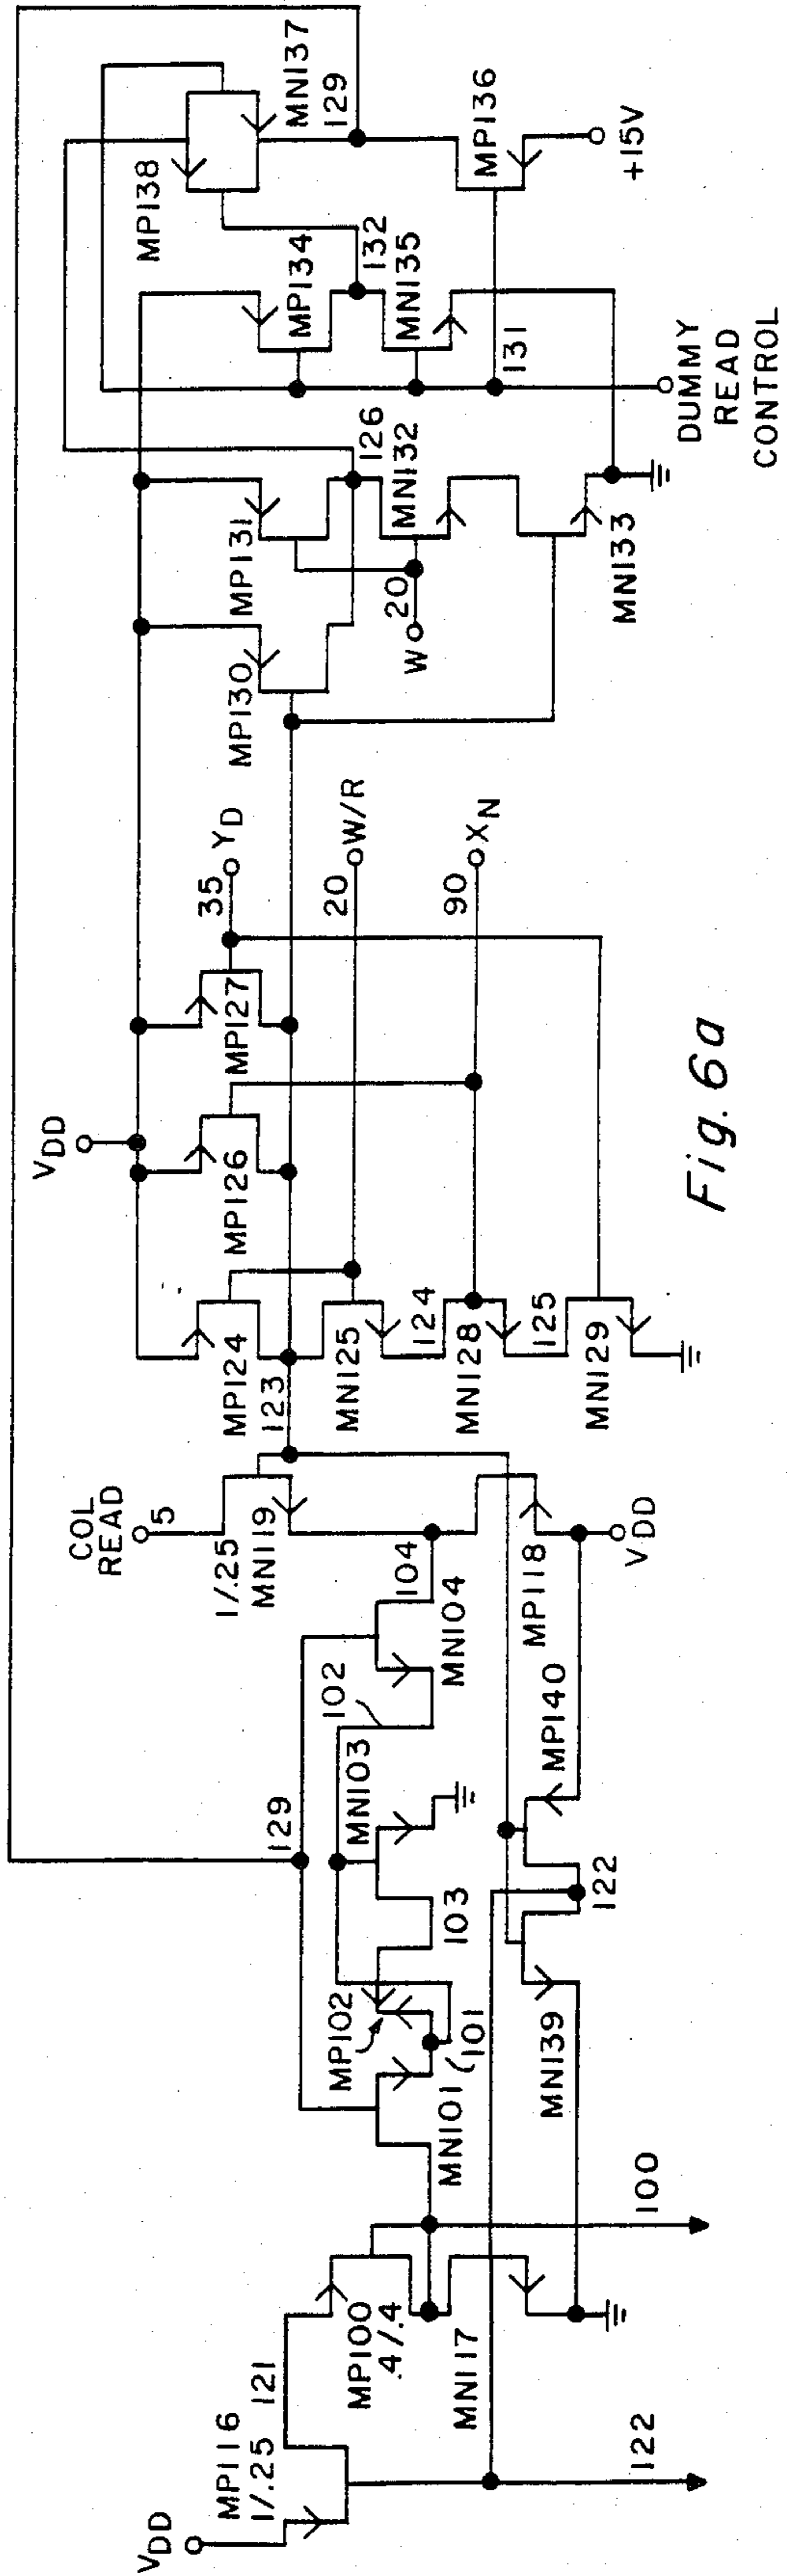 MN137
129
MP138
MP136
+15V
132
MP134
MN135
131
DUMMY
READ
CONTROL
126
MN132
MP131
20
W
MN133
MP130
35 YD
20 W/R
90 XN
MP127
VDD
MP126
MP124
123
MN125
124
MN128
125
MN129
Fig. 6a
COL
READ
5
1/.25
MN119
104
MN104
MP118
VDD
102
129
MN103
103
MP140
122
MP102
101
MN101
MN139
100
MP100
.4/.4
MN117
121
MP116
1/.25
VDD
122